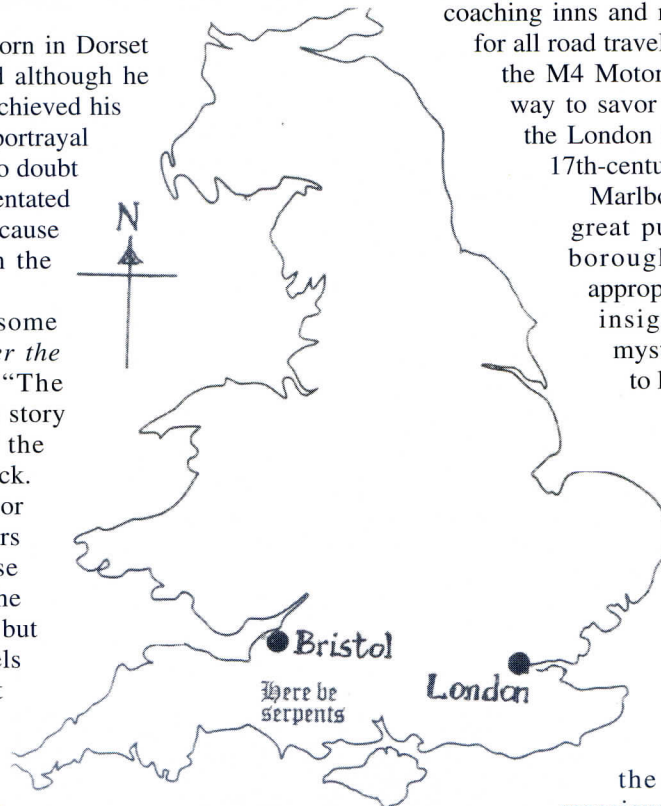 orn in Dorset
although he
chieved his
portrayal
o doubt
entated
cause
the
some
er the
“The
story
the
ck.
or
rs
se
but
els
coaching inns and
for all road travel
the M4 Motor
way to savor
the London
17th-centu
Marlbo
great pu
borough
approp
insig
myst
to
the
N
Bristol
London
Here be
serpents